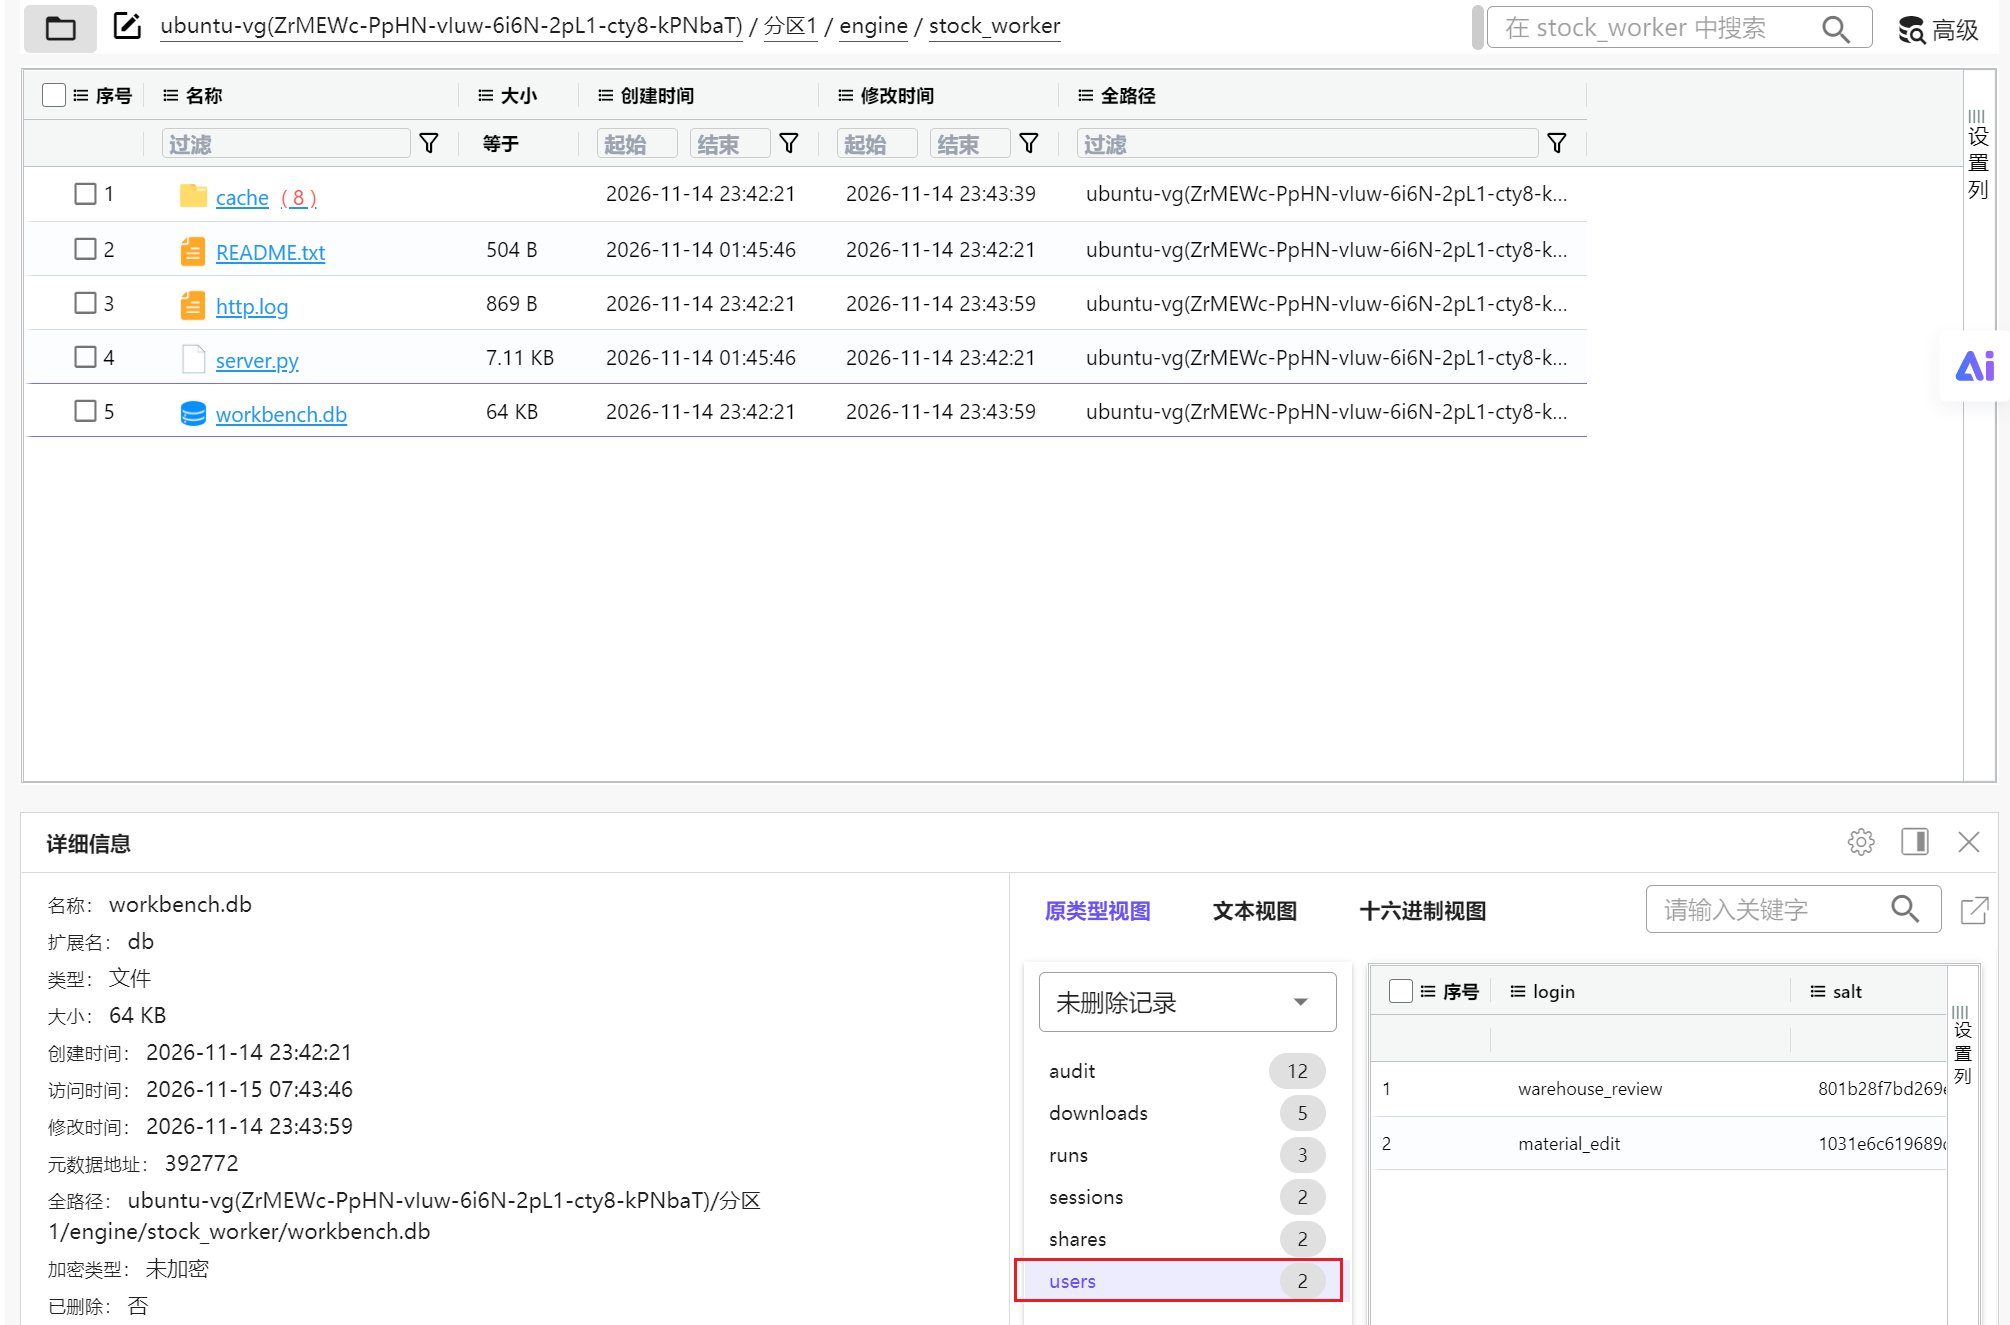 ubuntu-vg(ZrMEWc-PpHN-vIuw-6i6N-2pL1-cty8-kPNbaT) / 分区1 / engine / stock_worker
在 stock_worker 中搜索
高级
序号 名称 大小 创建时间 修改时间 全路径
过滤 等于 起始 结束 起始 结束 过滤
设置列
1 cache ( 8 ) 2026-11-14 23:42:21 2026-11-14 23:43:39 ubuntu-vg(ZrMEWc-PpHN-vIuw-6i6N-2pL1-cty8-k...
2 README.txt 504 B 2026-11-14 01:45:46 2026-11-14 23:42:21 ubuntu-vg(ZrMEWc-PpHN-vIuw-6i6N-2pL1-cty8-k...
3 http.log 869 B 2026-11-14 23:42:21 2026-11-14 23:43:59 ubuntu-vg(ZrMEWc-PpHN-vIuw-6i6N-2pL1-cty8-k...
4 server.py 7.11 KB 2026-11-14 01:45:46 2026-11-14 23:42:21 ubuntu-vg(ZrMEWc-PpHN-vIuw-6i6N-2pL1-cty8-k...
Ai
5 workbench.db 64 KB 2026-11-14 23:42:21 2026-11-14 23:43:59 ubuntu-vg(ZrMEWc-PpHN-vIuw-6i6N-2pL1-cty8-k...
详细信息
名称： workbench.db
扩展名： db
类型： 文件
大小： 64 KB
创建时间： 2026-11-14 23:42:21
访问时间： 2026-11-15 07:43:46
修改时间： 2026-11-14 23:43:59
元数据地址： 392772
全路径： ubuntu-vg(ZrMEWc-PpHN-vIuw-6i6N-2pL1-cty8-kPNbaT)/分区
1/engine/stock_worker/workbench.db
加密类型： 未加密
已删除： 否
原类型视图 文本视图 十六进制视图
请输入关键字
未删除记录
audit 12
downloads 5
runs 3
sessions 2
shares 2
users 2
序号 login salt
设置列
1 warehouse_review 801b28f7bd269
2 material_edit 1031e6c619689